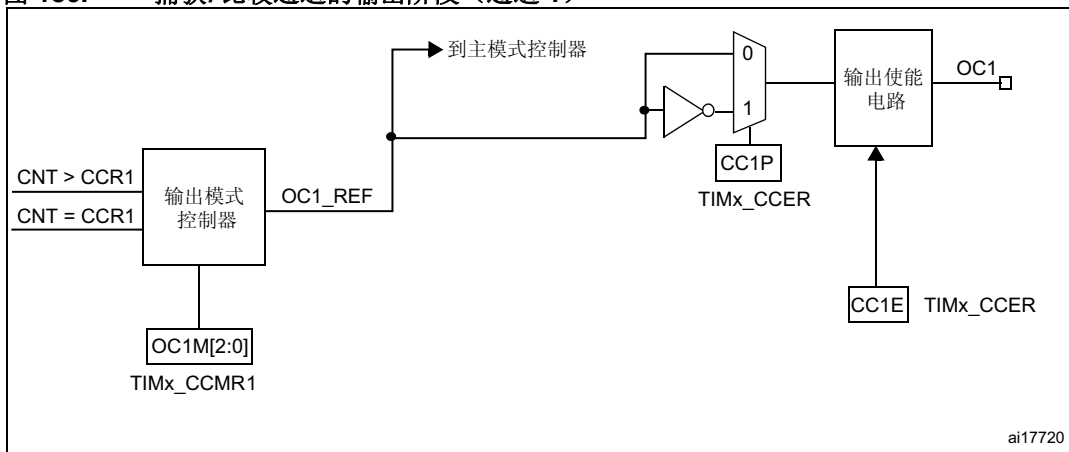 到主模式控制器
0
1
输出使能
电路
OC1
CC1P
TIMx_CCER
CNT > CCR1
CNT = CCR1
输出模式
控制器
OC1_REF
CC1E
TIMx_CCER
OC1M[2:0]
TIMx_CCMR1
ai17720